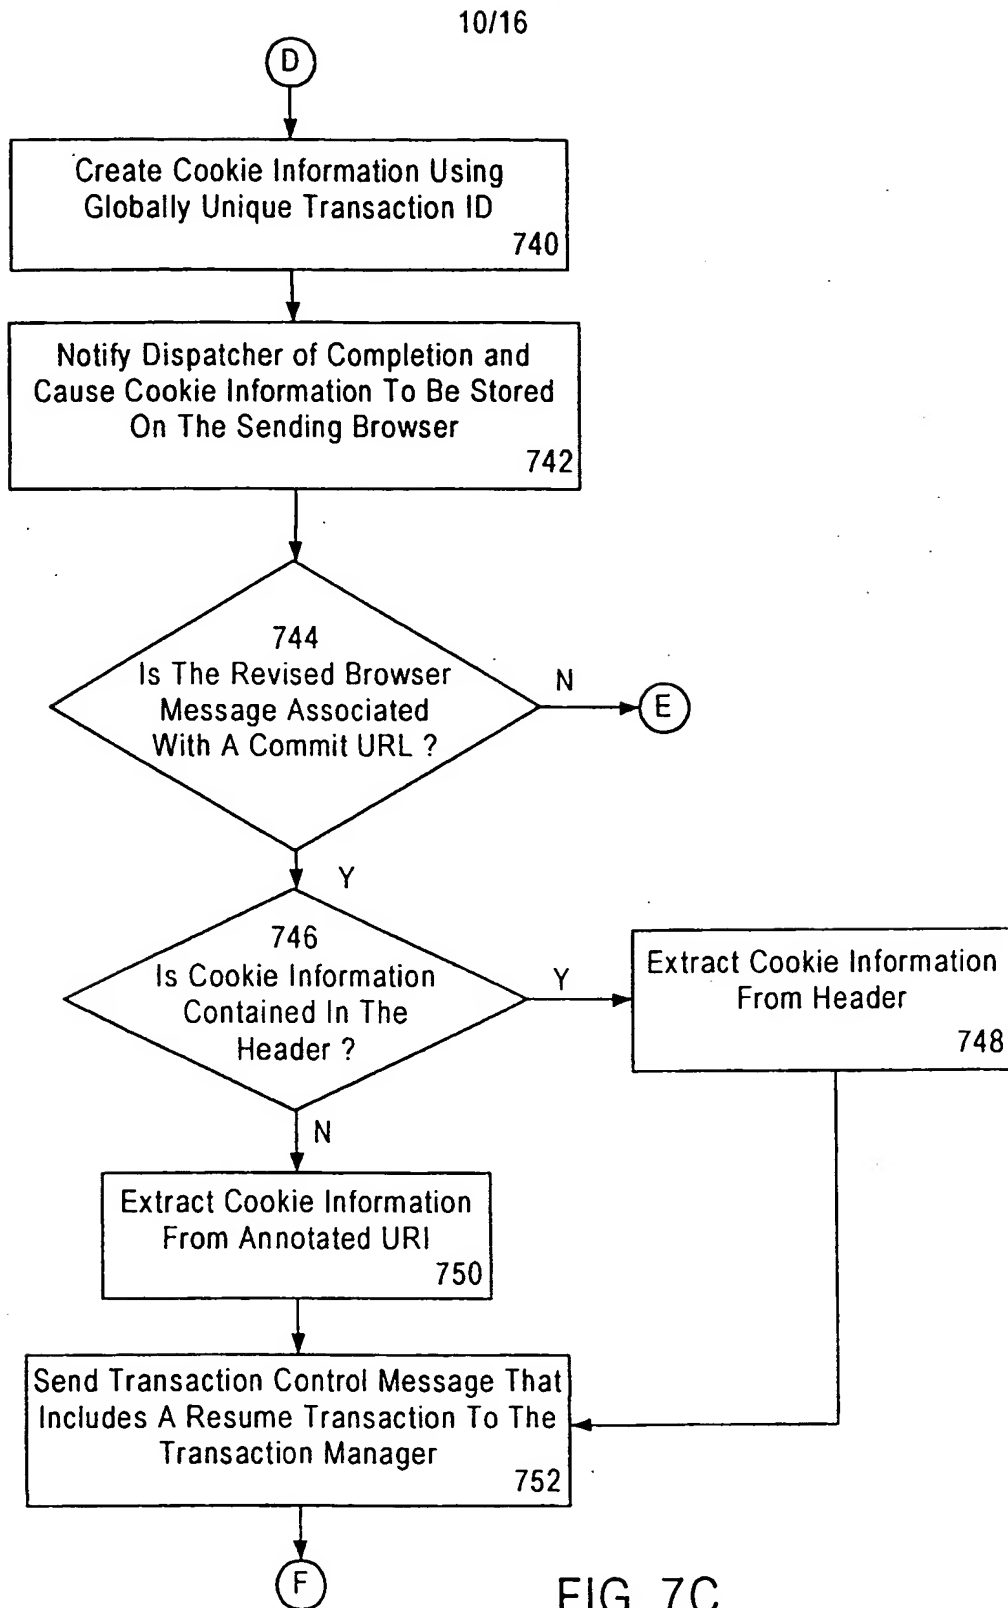 10/16
D
Create Cookie Information Using
Globally Unique Transaction ID
740
Notify Dispatcher of Completion and
Cause Cookie Information To Be Stored
On The Sending Browser
742
744
Is The Revised Browser
Message Associated
With A Commit URL ?
N
E
Y
746
Is Cookie Information
Contained In The
Header ?
Y
Extract Cookie Information
From Header
748
N
Extract Cookie Information
From Annotated URI
750
Send Transaction Control Message That
Includes A Resume Transaction To The
Transaction Manager
752
F
FIG. 7C